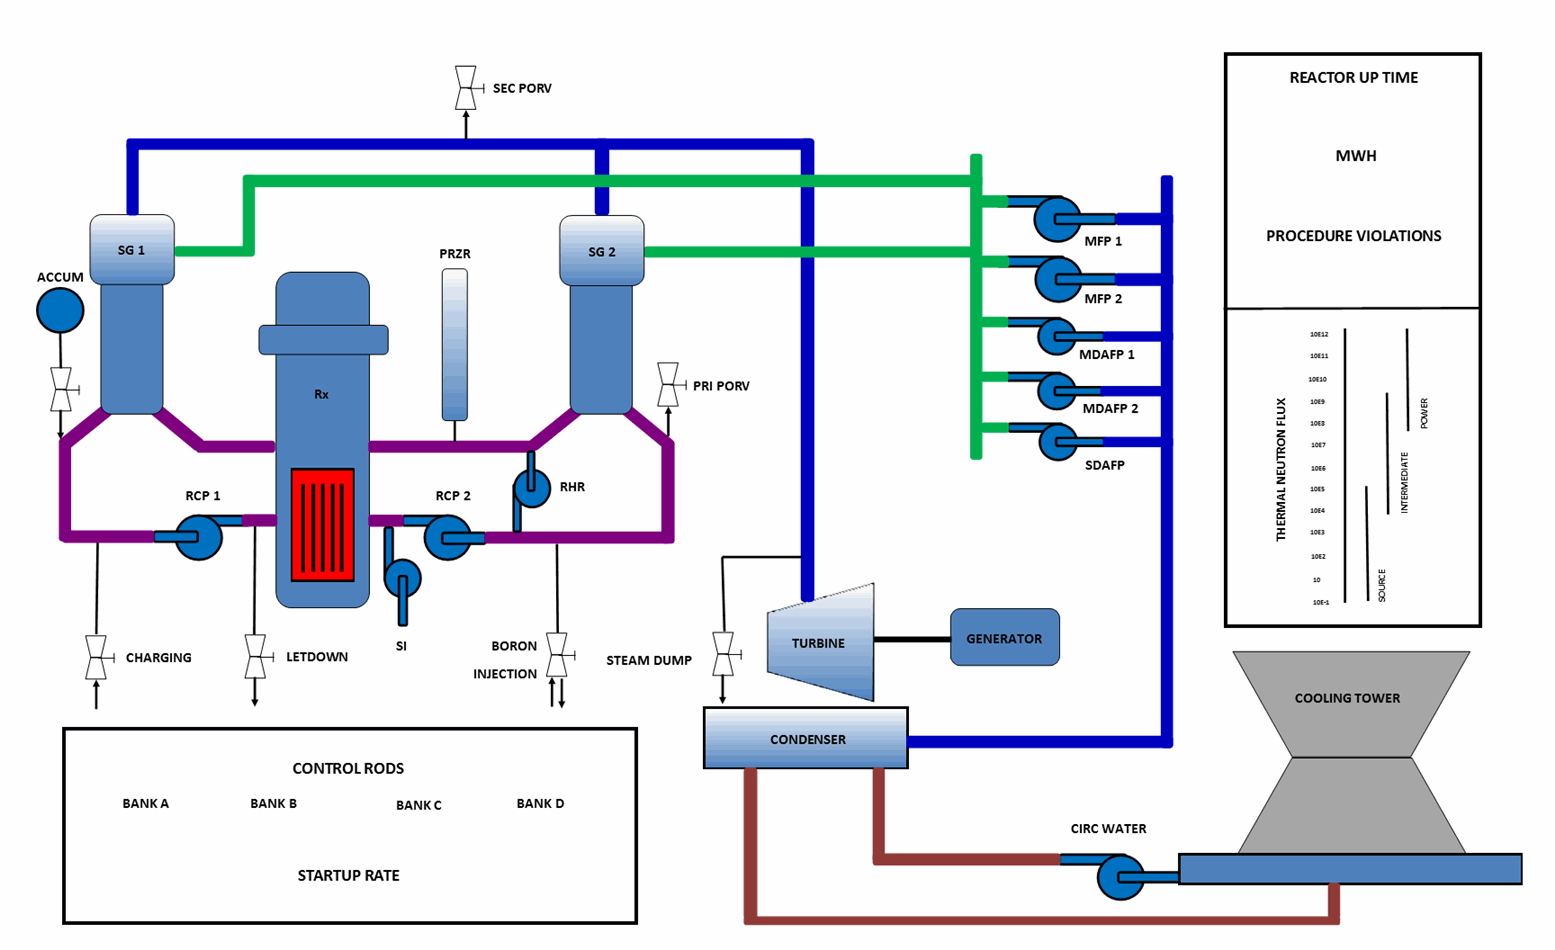 SEC PORV
REACTOR UP TIME
MWH
PROCEDURE VIOLATIONS
SG 1
SG 2
PRZR
ACCUM
MFP 1
MFP 2
MDAFP 1
MDAFP 2
SDAFP
Rx
PRI PORV
RCP 1
RCP 2
RHR
SI
CHARGING
LETDOWN
BORON
INJECTION
STEAM DUMP
TURBINE
GENERATOR
CONDENSER
THERMAL NEUTRON FLUX
10E12
10E11
10E10
10E9
10E8
10E7
10E6
10E5
10E4
10E3
10E2
10
10E-1
SOURCE
INTERMEDIATE
POWER
COOLING TOWER
CIRC WATER
CONTROL RODS
BANK A
BANK B
BANK C
BANK D
STARTUP RATE